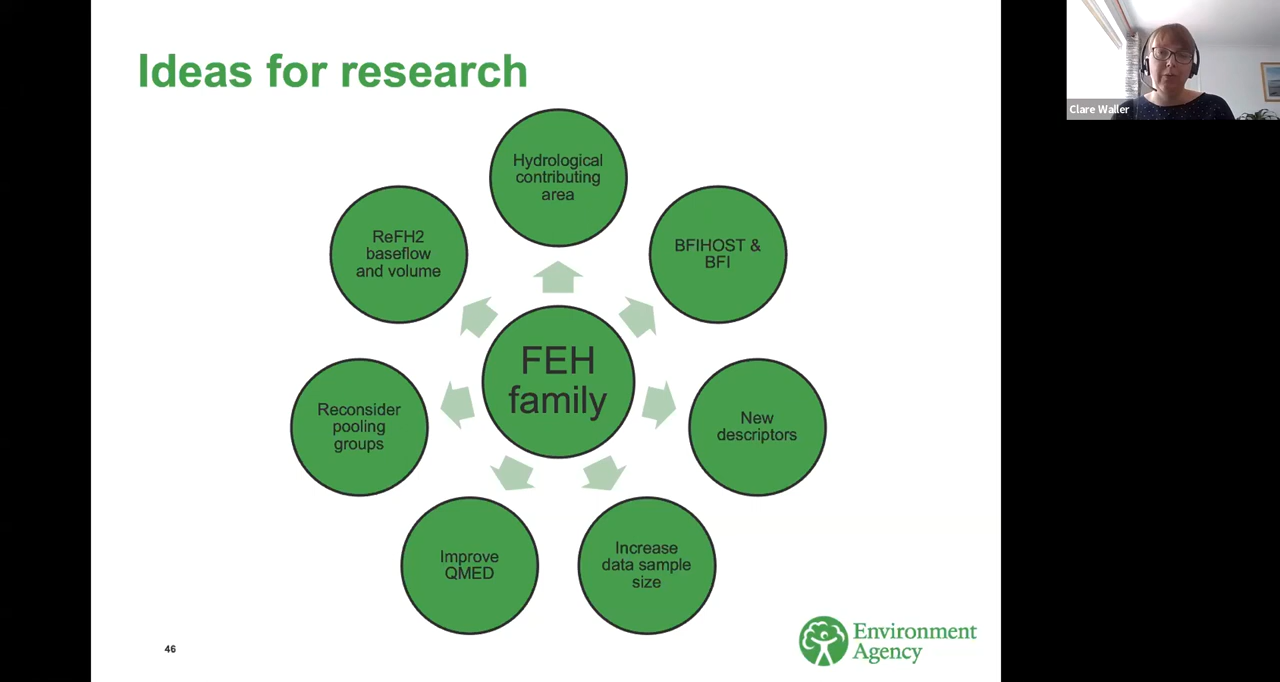 Ideas for research
Clare Waller
Hydrological
contributing
area
ReFH2
baseflow
and volume
BFIHOST &
BFI
FEH
family
Reconsider
pooling
groups
New
descriptors
Improve
QMED
Increase
data sample
size
46
Environment
Agency